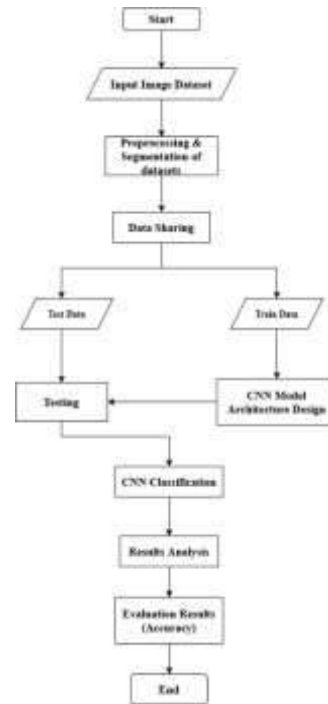 Start
Input Image Dataset
Preprocessing &
Segmentation of
datasets
Data Sharing
Test Data
Train Data
Testing
CNN Model
Architecture Design
CNN Classification
Results Analysis
Evaluation Results
(Accuracy)
End